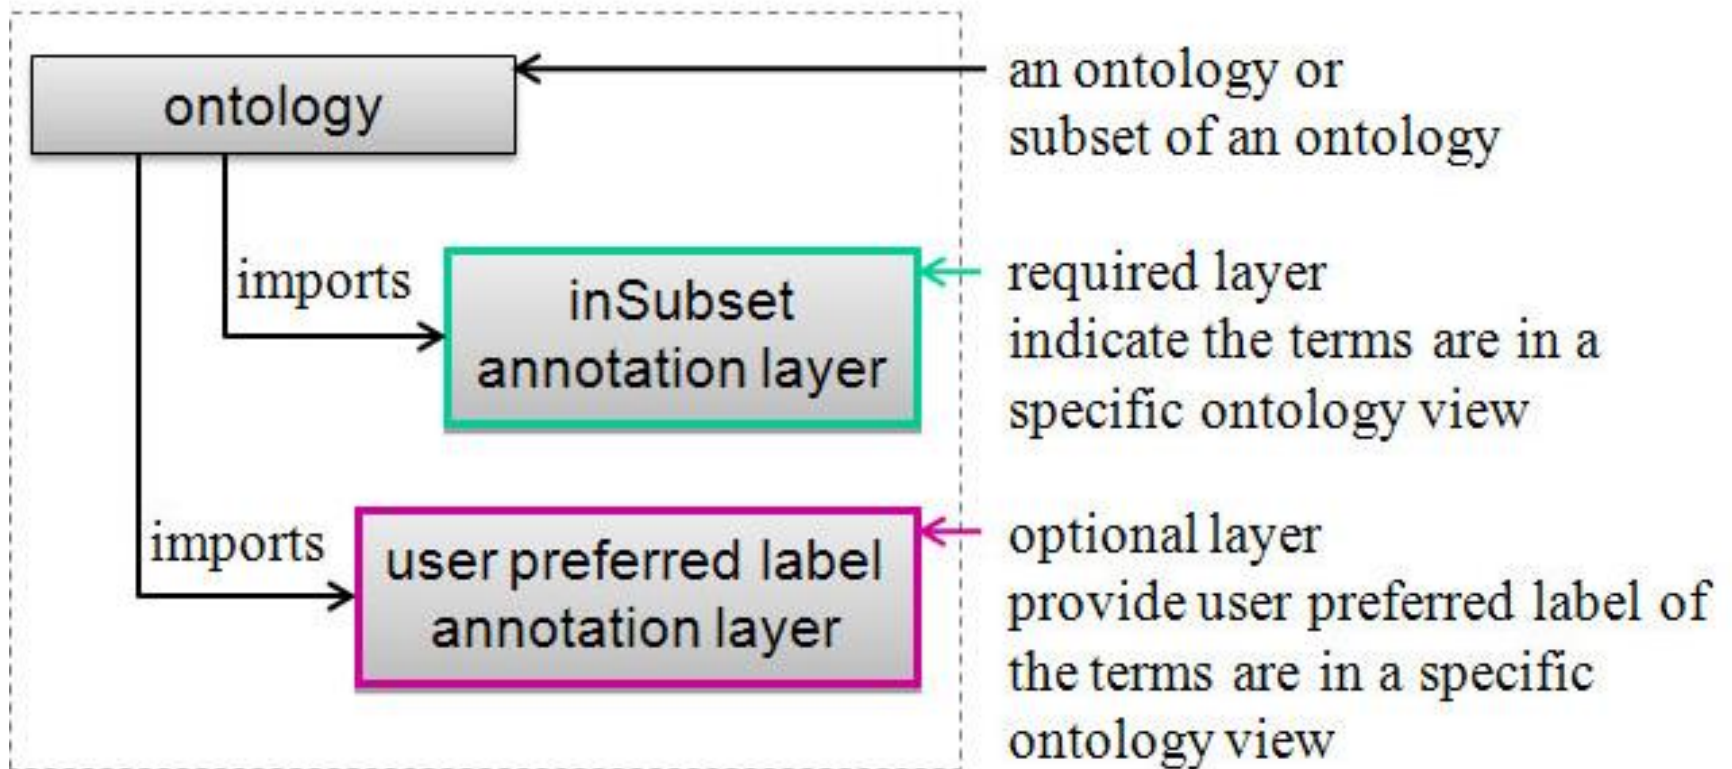 ontology
an ontology or
subset of an ontology
imports
inSubset
annotation layer
required layer
indicate the terms are in a
specific ontology view
imports
user preferred label
annotation layer
optional layer
provide user preferred label of
the terms are in a specific
ontology view